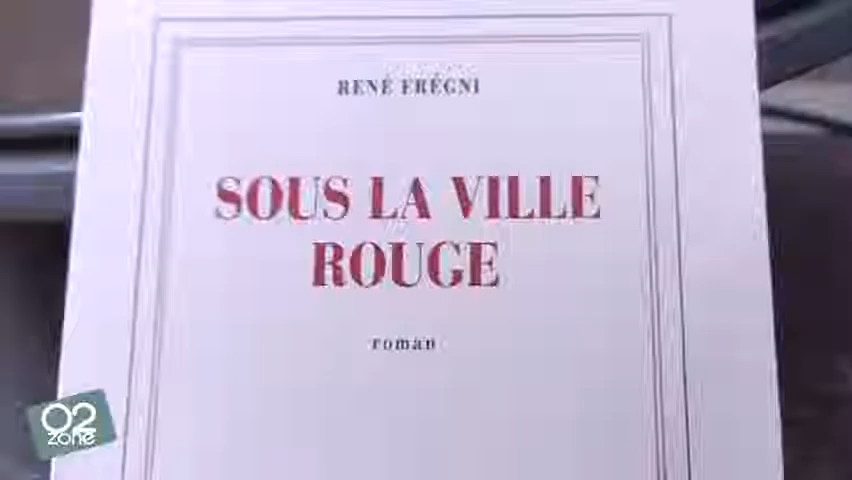 RENÉ FRÉGNI
SOUS LA VILLE
ROUGE
roman
O2
zone